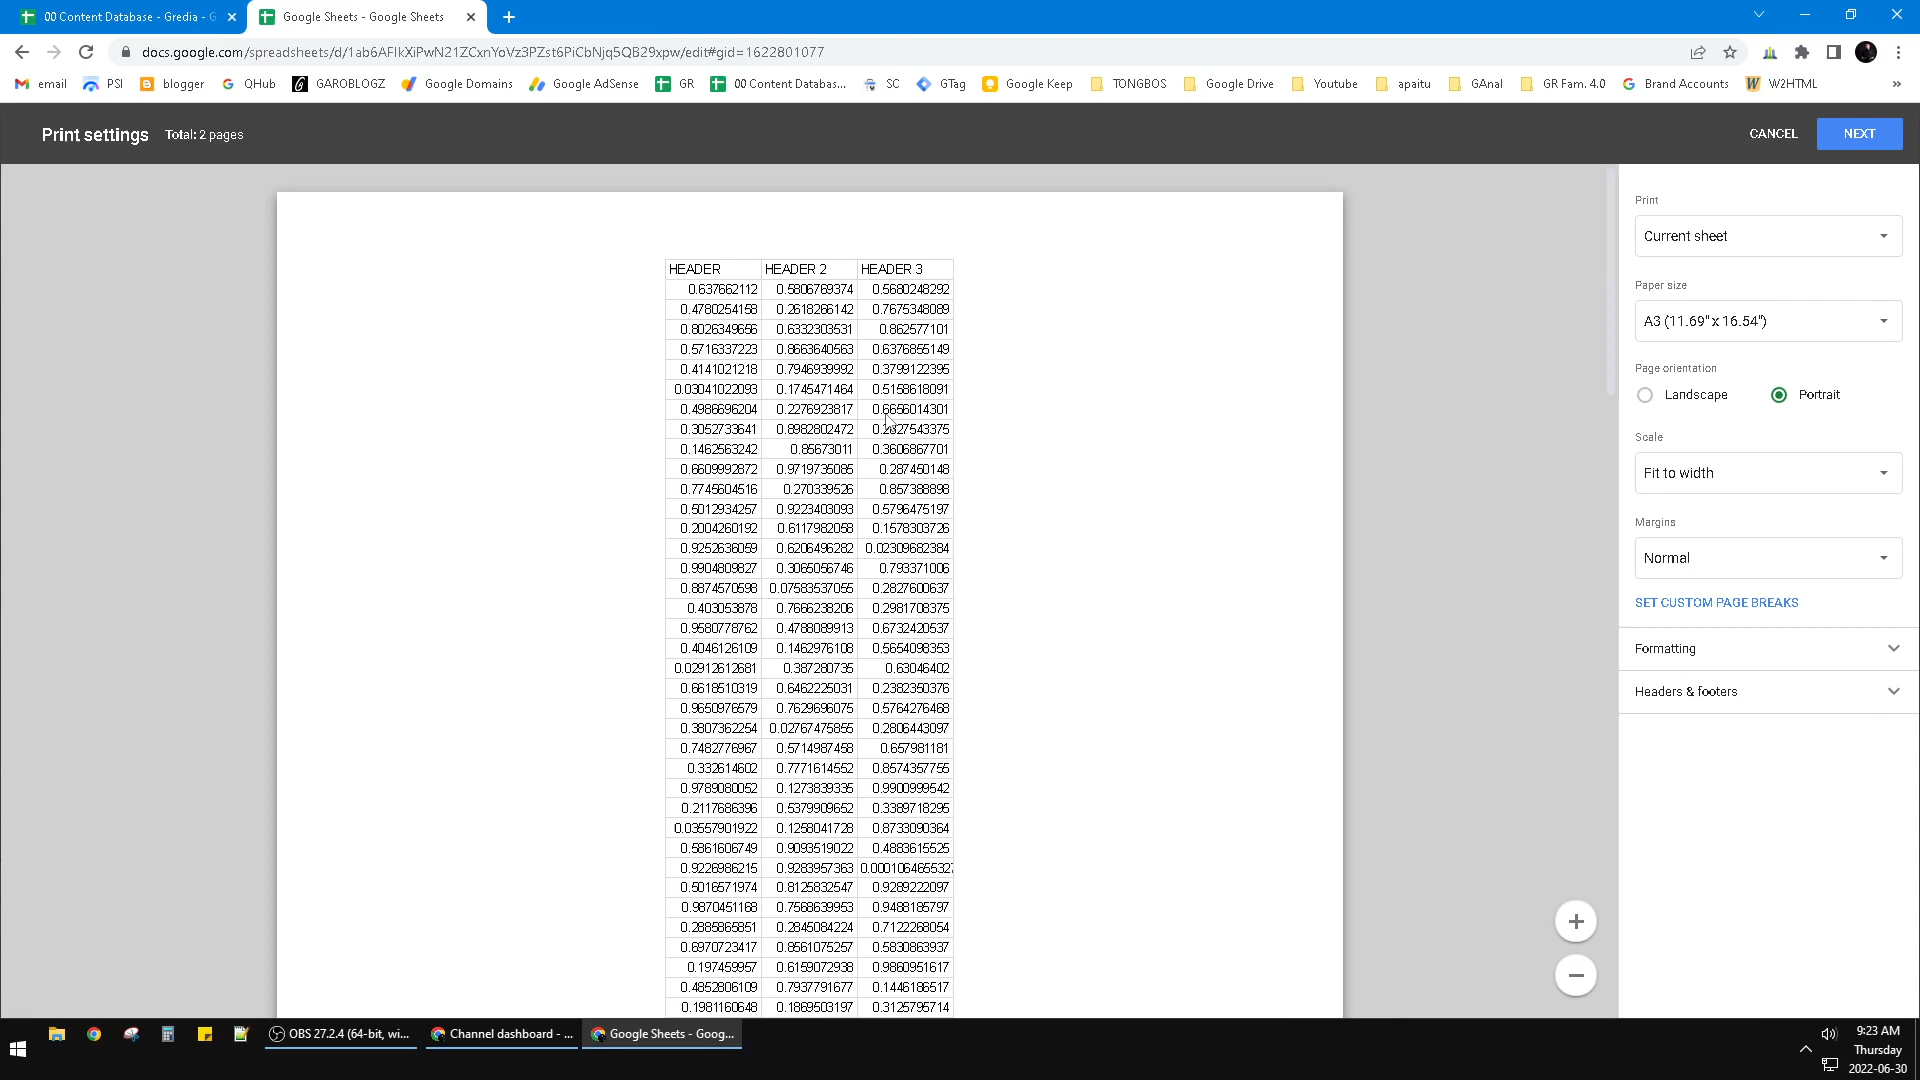 00 Content Database - Gredia - G
Google Sheets - Google Sheets
docs.google.com/spreadsheets/d/1ab6AFIkXiPwN21ZCxnYoVz3PZst6PiCbNjq5QB29xpw/edit#gid=1622801077
email PSI blogger QHub GAROBLOGZ Google Domains Google AdSense GR 00 Content Databas... SC GTag Google Keep TONGBOS Google Drive Youtube apaitu GAnal GR Fam. 4.0 Brand Accounts W2HTML »
Print settings Total: 2 pages CANCEL NEXT
HEADER HEADER 2 HEADER 3
0.637662112 0.5806769374 0.5680248292
0.4780254158 0.2618266142 0.7675348089
0.8026349656 0.6332303531 0.862577101
0.5716337223 0.8663640563 0.6376855149
0.4141021218 0.7946939992 0.3799122395
0.03041022093 0.1745471464 0.5158618091
0.4986696204 0.2276923817 0.6656014301
0.3052733641 0.8982802472
0.1462563242 0.85673011 0.3606867701
0.6609992872 0.9719735085 0.287450148
0.7745604516 0.270339526 0.857388898
0.5012934257 0.9223403093 0.5796475197
0.2004260192 0.6117982058 0.1578303726
0.9252636059 0.6206496282 0.02309682384
0.9904809827 0.3065056746 0.793371006
0.8874570598 0.07583537055 0.2827600637
0.403053878 0.7666238206 0.2981708375
0.9580778762 0.4788089913 0.6732420537
0.4046126109 0.1462976108 0.5654098353
0.02912612681 0.387280735 0.63046402
0.6618510319 0.6462225031 0.2382350376
0.9650976579 0.7629696075 0.5764276468
0.3807362254 0.02767475855 0.2806443097
0.7482776967 0.5714987458 0.657981181
0.332614602 0.7771614552 0.8574357755
0.9789080052 0.1273839335 0.9900999542
0.2117686396 0.5379909652 0.3389718295
0.03557901922 0.1258041728 0.8733090364
0.5861606749 0.9093519022 0.4883615525
0.9226986215 0.9283957363 0.000106465532
0.5016571974 0.8125832547 0.9289222097
0.9870451168 0.7568639953 0.9488185797
0.2885865851 0.2845084224 0.7122268054
0.6970723417 0.8561075257 0.5830863937
0.197459957 0.6159072938 0.9860951617
0.4852806109 0.7937791677 0.1446186517
0.1981160648 0.1869503197 0.3125795714
Print
Current sheet
Paper size
A3 (11.69" x 16.54")
Page orientation
Landscape Portrait
Scale
Fit to width
Margins
Normal
SET CUSTOM PAGE BREAKS
Formatting
Headers & footers
OBS 27.2.4 (64-bit, wi... Channel dashboard - ... Google Sheets - Goog...
9:23 AM
Thursday
2022-06-30